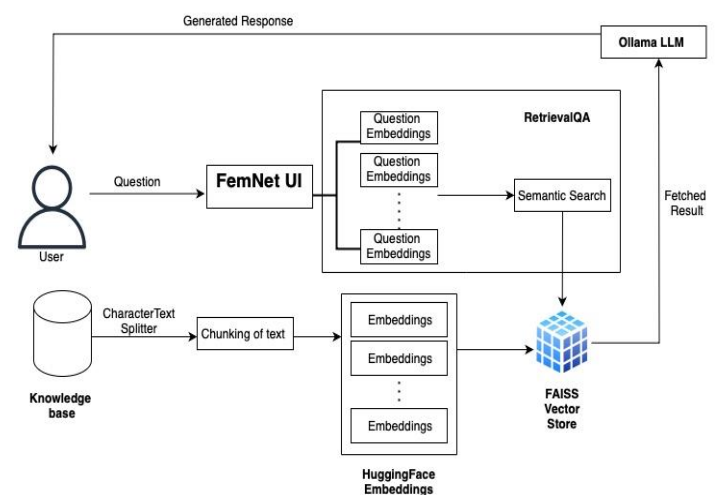 Generated Response
Ollama LLM
RetrievalQA
Question
Embeddings
Question
Embeddings
Question
Embeddings
Question
FemNet UI
Semantic Search
Fetched
Result
User
CharacterText
Splitter
Chunking of text
Embeddings
Embeddings
Embeddings
Knowledge
base
FAISS
Vector
Store
HuggingFace
Embeddings